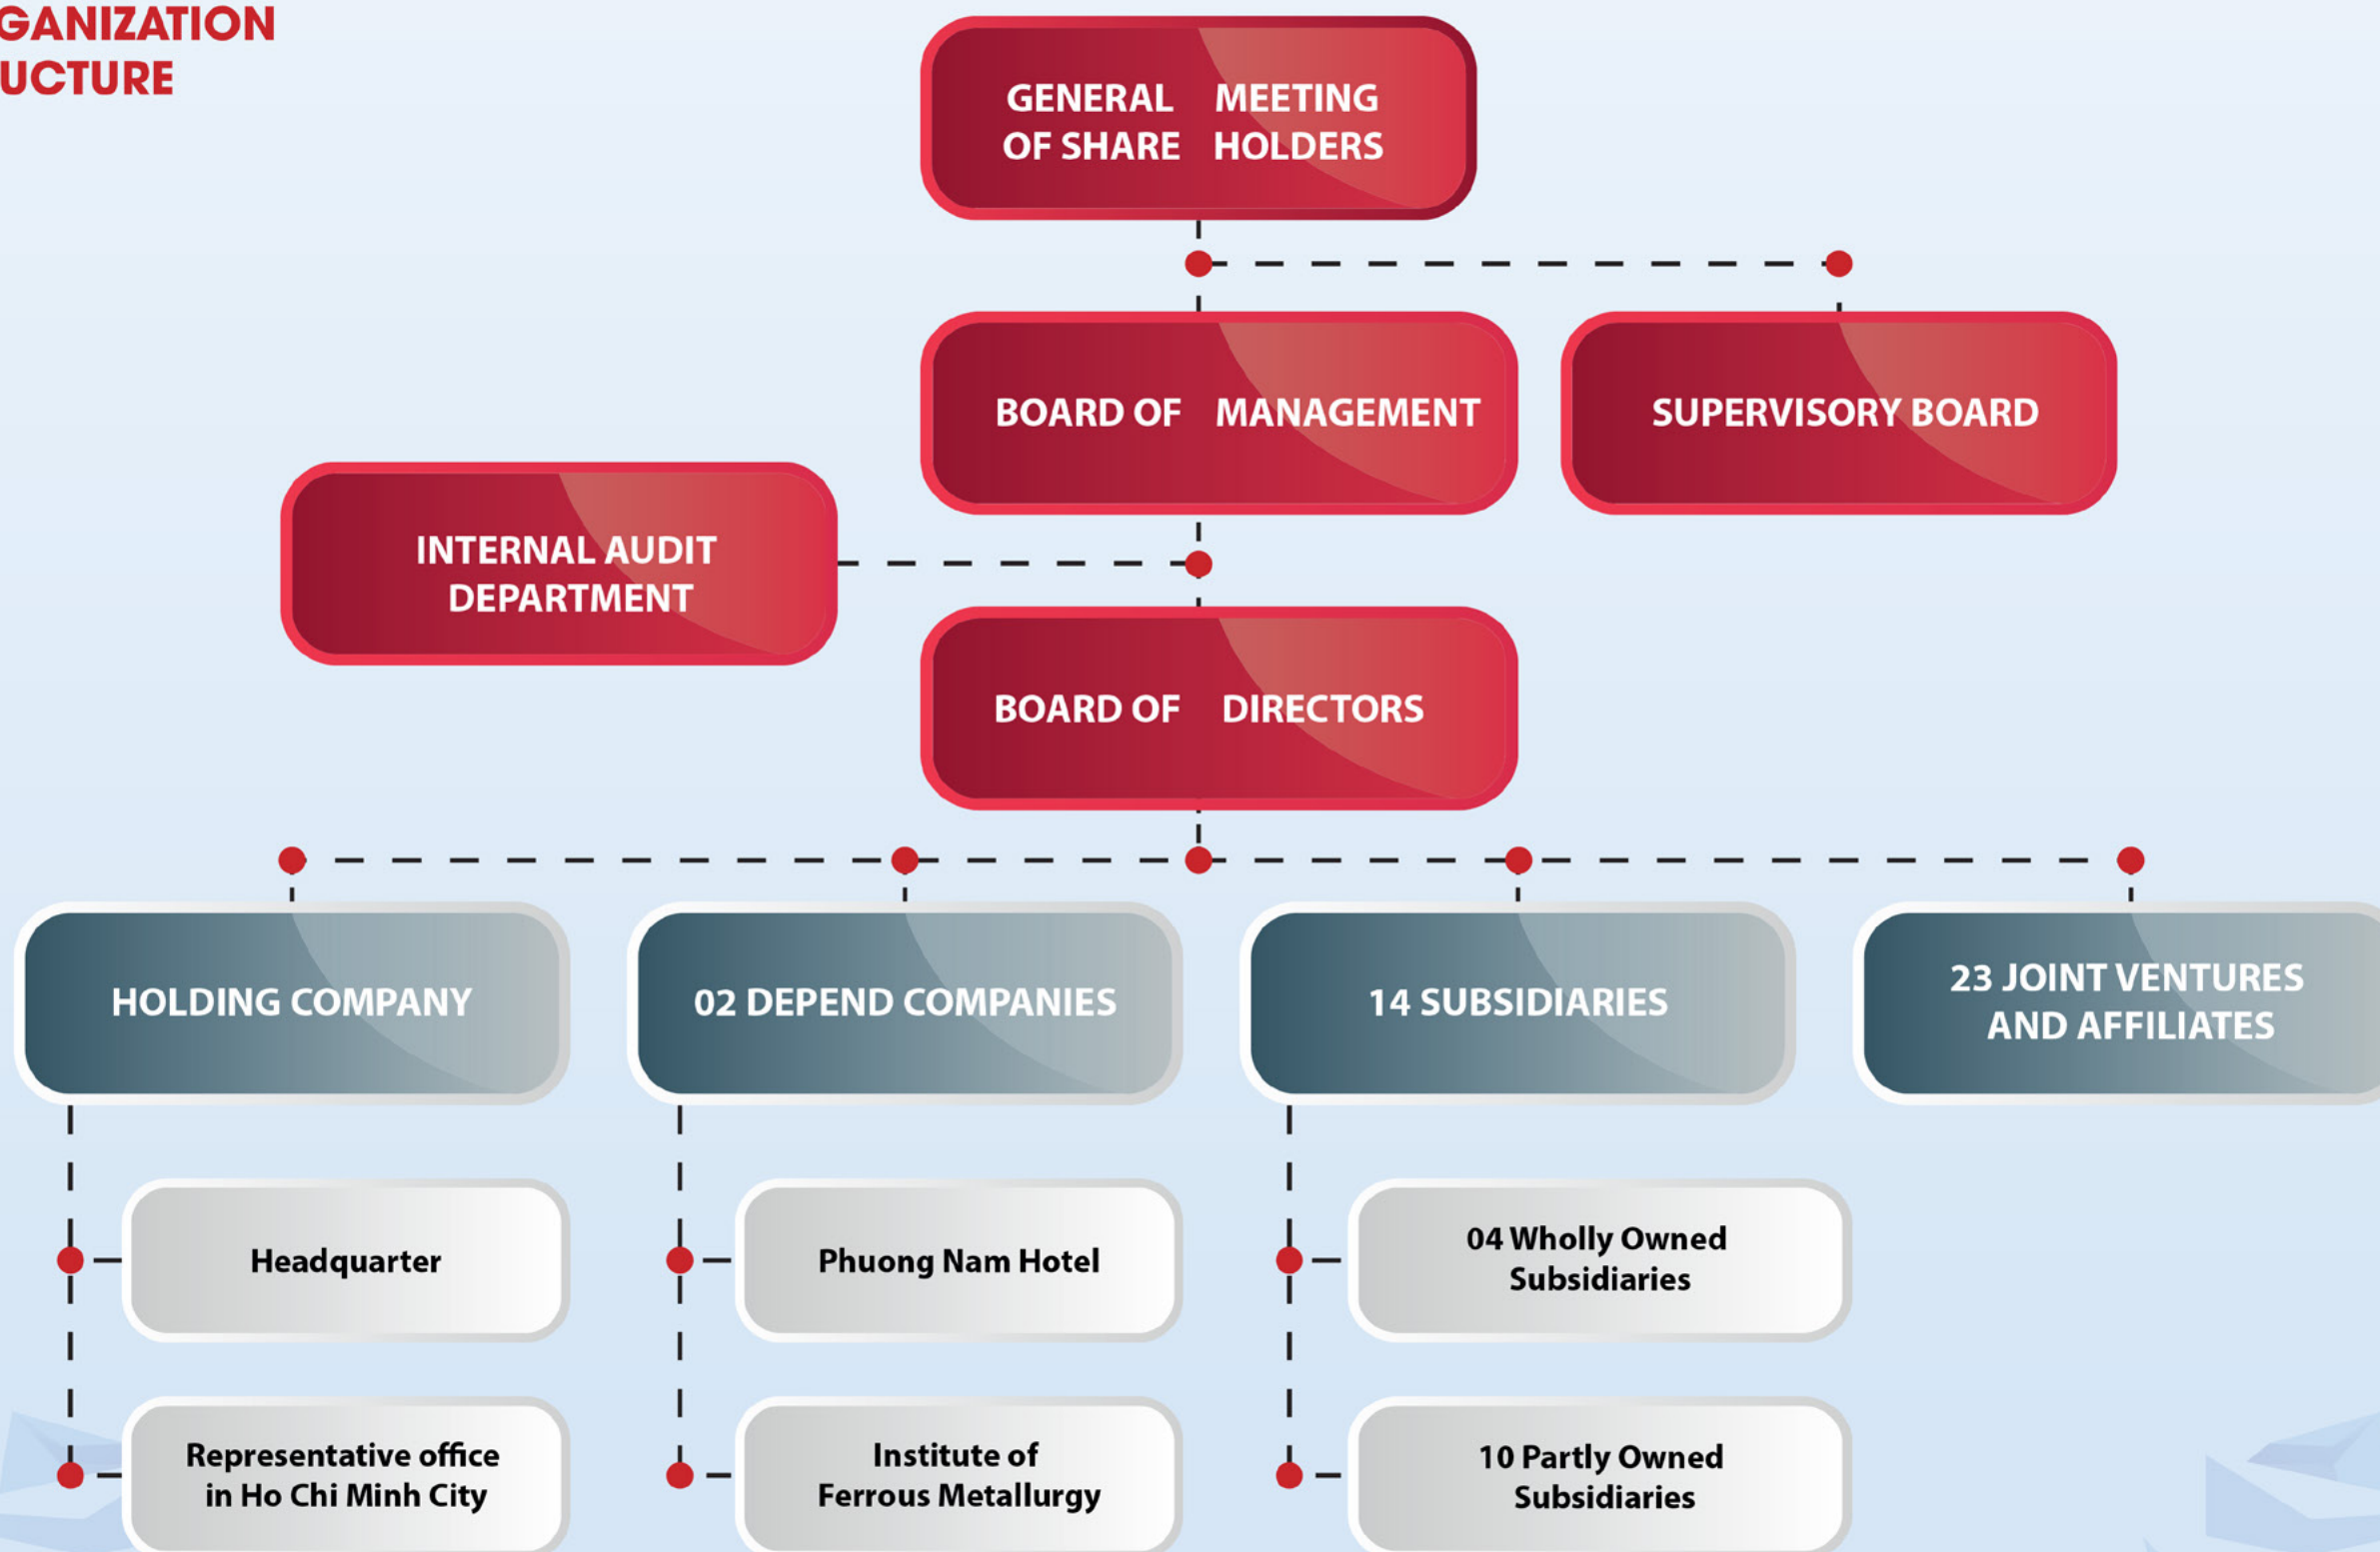 GANIZATION
UCTURE
GENERAL MEETING
OF SHARE HOLDERS
BOARD OF MANAGEMENT
SUPERVISORY BOARD
INTERNAL AUDIT
DEPARTMENT
BOARD OF DIRECTORS
HOLDING COMPANY
02 DEPEND COMPANIES
14 SUBSIDIARIES
23 JOINT VENTURES
AND AFFILIATES
Headquarter
Phuong Nam Hotel
04 Wholly Owned
Subsidiaries
Representative office
in Ho Chi Minh City
Institute of
Ferrous Metallurgy
10 Partly Owned
Subsidiaries